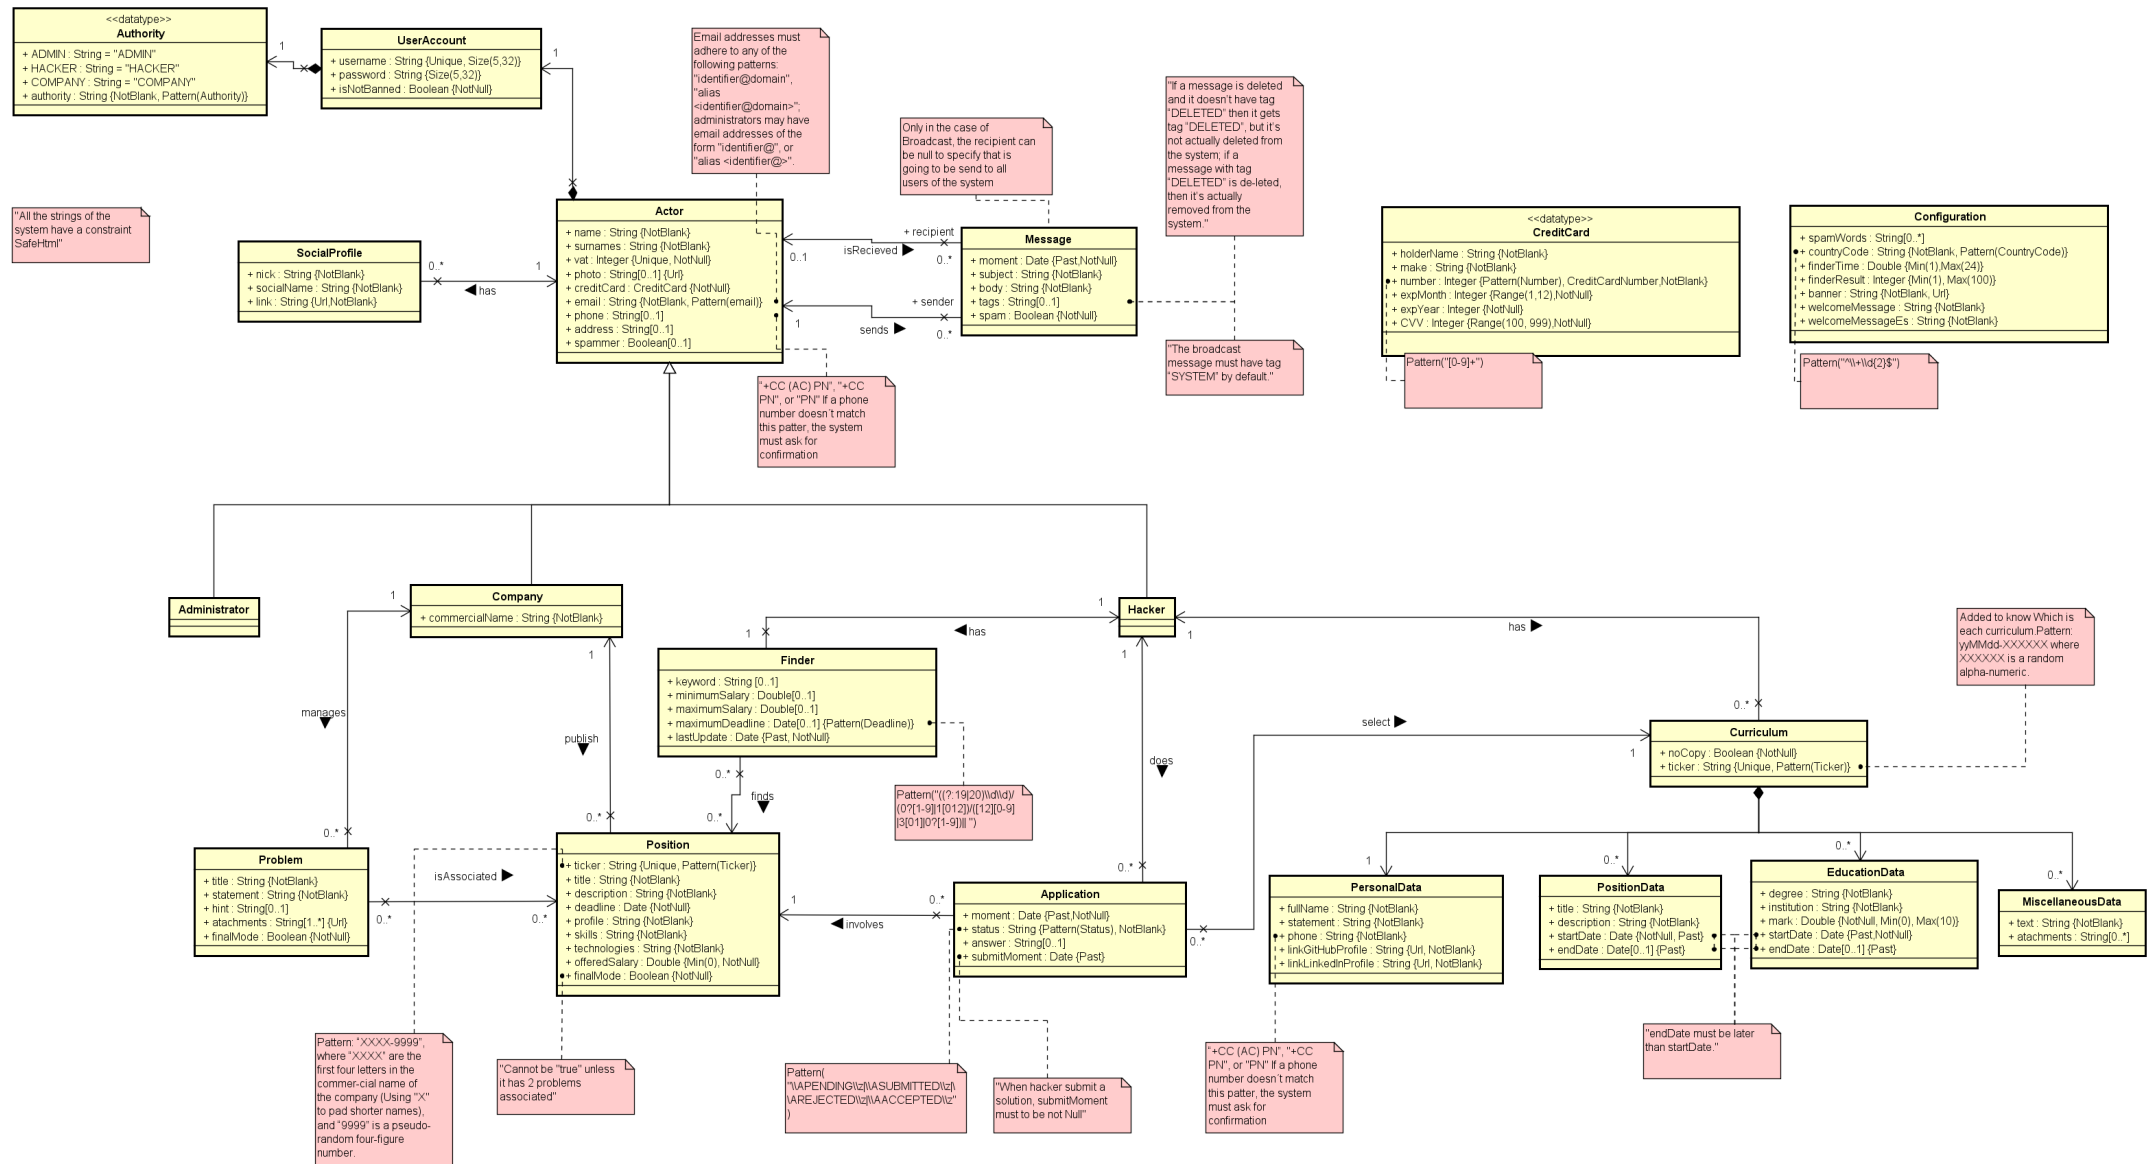 <<datatype>>
Authority
+ ADMIN : String = "ADMIN"
+ HACKER : String = "HACKER"
+ COMPANY : String = "COMPANY"
+ authority : String {NotBlank, Pattern(Authority)}
1
UserAccount
+ username : String {Unique, Size(5,32)}
+ password : String {Size(5,32)}
+ isNotBanned : Boolean {NotNull}
1
Email addresses must
adhere to any of the
following patterns:
"identifier@domain",
"alias
<identifier@domain>";
administrators may have
email addresses of the
form "identifier@", or
"alias <identifier@>".
Only in the case of
Broadcast, the recipient can
be null to specify that is
going to be send to all
users of the system
"If a message is deleted
and it doesn't have tag
"DELETED" then it gets
tag "DELETED", but it's
not actually deleted from
the system; if a
message with tag
"DELETED" is de-leted,
then it's actually
removed from the
system."
"All the strings of the
system have a constraint
SafeHtml"
SocialProfile
+ nick : String {NotBlank}
+ socialName : String {NotBlank}
+ link : String {Url,NotBlank}
0..*
1
has
Actor
+ name : String {NotBlank}
+ surnames : String {NotBlank}
+ vat : Integer {Unique, NotNull}
+ photo : String[0..1] {Url}
+ creditCard : CreditCard {NotNull}
+ email : String {NotBlank, Pattern(email)}
+ phone : String[0..1]
+ address : String[0..1]
+ spammer : Boolean[0..1]
+ recipient
isRecieved
0..1
0..*
+ sender
1
sends
0..*
Message
+ moment : Date {Past,NotNull}
+ subject : String {NotBlank}
+ body : String {NotBlank}
+ tags : String[0..1]
+ spam : Boolean {NotNull}
"The broadcast
message must have tag
"SYSTEM" by default."
<<datatype>>
CreditCard
+ holderName : String {NotBlank}
+ make : String {NotBlank}
+ number : Integer {Pattern(Number), CreditCardNumber,NotBlank}
+ expMonth : Integer {Range(1,12),NotNull}
+ expYear : Integer {NotNull}
+ CVV : Integer {Range(100, 999),NotNull}
Pattern("[0-9]+")
Configuration
+ spamWords : String[0..*]
+ countryCode : String {NotBlank, Pattern(CountryCode)}
+ finderTime : Double {Min(1),Max(24)}
+ finderResult : Integer {Min(1), Max(100)}
+ banner : String {NotBlank, Url}
+ welcomeMessage : String {NotBlank}
+ welcomeMessageEs : String {NotBlank}
Pattern("^\\+\\d{2}$")
"+CC (AC) PN", "+CC
PN", or "PN" If a phone
number doesn´t match
this patter, the system
must ask for
confirmation
Administrator
1
Company
+ commercialName : String {NotBlank}
1
manages
publish
0..*
0..*
1
1
has
Finder
+ keyword : String [0..1]
+ minimumSalary : Double[0..1]
+ maximumSalary : Double[0..1]
+ maximumDeadline : Date[0..1] {Pattern(Deadline)}
+ lastUpdate : Date {Past, NotNull}
0..*
finds
0..*
Pattern("((?:19|20)\\d\\d)/
(0?[1-9]|1[012])/([12][0-9]
|3[01]|0?[1-9])|| ")
Hacker
1
1
has
does
0..*
0..*
select
1
Added to know Which is
each curriculum.Pattern:
yyMMdd-XXXXXX where
XXXXXX is a random
alpha-numeric.
Curriculum
+ noCopy : Boolean {NotNull}
+ ticker : String {Unique, Pattern(Ticker)}
1
0..*
0..*
0..*
Problem
+ title : String {NotBlank}
+ statement : String {NotBlank}
+ hint : String[0..1]
+ atachments : String[1..*] {Url}
+ finalMode : Boolean {NotNull}
isAssociated
0..*
0..*
Position
+ ticker : String {Unique, Pattern(Ticker)}
+ title : String {NotBlank}
+ description : String {NotBlank}
+ deadline : Date {NotNull}
+ profile : String {NotBlank}
+ skills : String {NotBlank}
+ technologies : String {NotBlank}
+ offeredSalary : Double {Min(0), NotNull}
+ finalMode : Boolean {NotNull}
1
0..*
involves
Application
+ moment : Date {Past,NotNull}
+ status : String {Pattern(Status), NotBlank}
+ answer : String[0..1]
+ submitMoment : Date {Past}
0..*
PersonalData
+ fullName : String {NotBlank}
+ statement : String {NotBlank}
+ phone : String {NotBlank}
+ linkGitHubProfile : String {Url, NotBlank}
+ linkLinkedInProfile : String {Url, NotBlank}
PositionData
+ title : String {NotBlank}
+ description : String {NotBlank}
+ startDate : Date {NotNull, Past}
+ endDate : Date[0..1] {Past}
EducationData
+ degree : String {NotBlank}
+ institution : String {NotBlank}
+ mark : Double {NotNull, Min(0), Max(10)}
+ startDate : Date {Past,NotNull}
+ endDate : Date[0..1] {Past}
MiscellaneousData
+ text : String {NotBlank}
+ atachments : String[0..*]
Pattern: "XXXX-9999",
where "XXXX" are the
first four letters in the
commer-cial name of
the company (Using "X"
to pad shorter names),
and "9999" is a pseudo-
random four-figure
number.
"Cannot be "true" unless
it has 2 problems
associated"
Pattern(
"\\APENDING\\z|\\ASUBMITTED\\z|\
\AREJECTED\\z|\\AACCEPTED\\z"
)
"When hacker submit a
solution, submitMoment
must to be not Null"
"+CC (AC) PN", "+CC
PN", or "PN" If a phone
number doesn´t match
this patter, the system
must ask for
confirmation
"endDate must be later
than startDate."